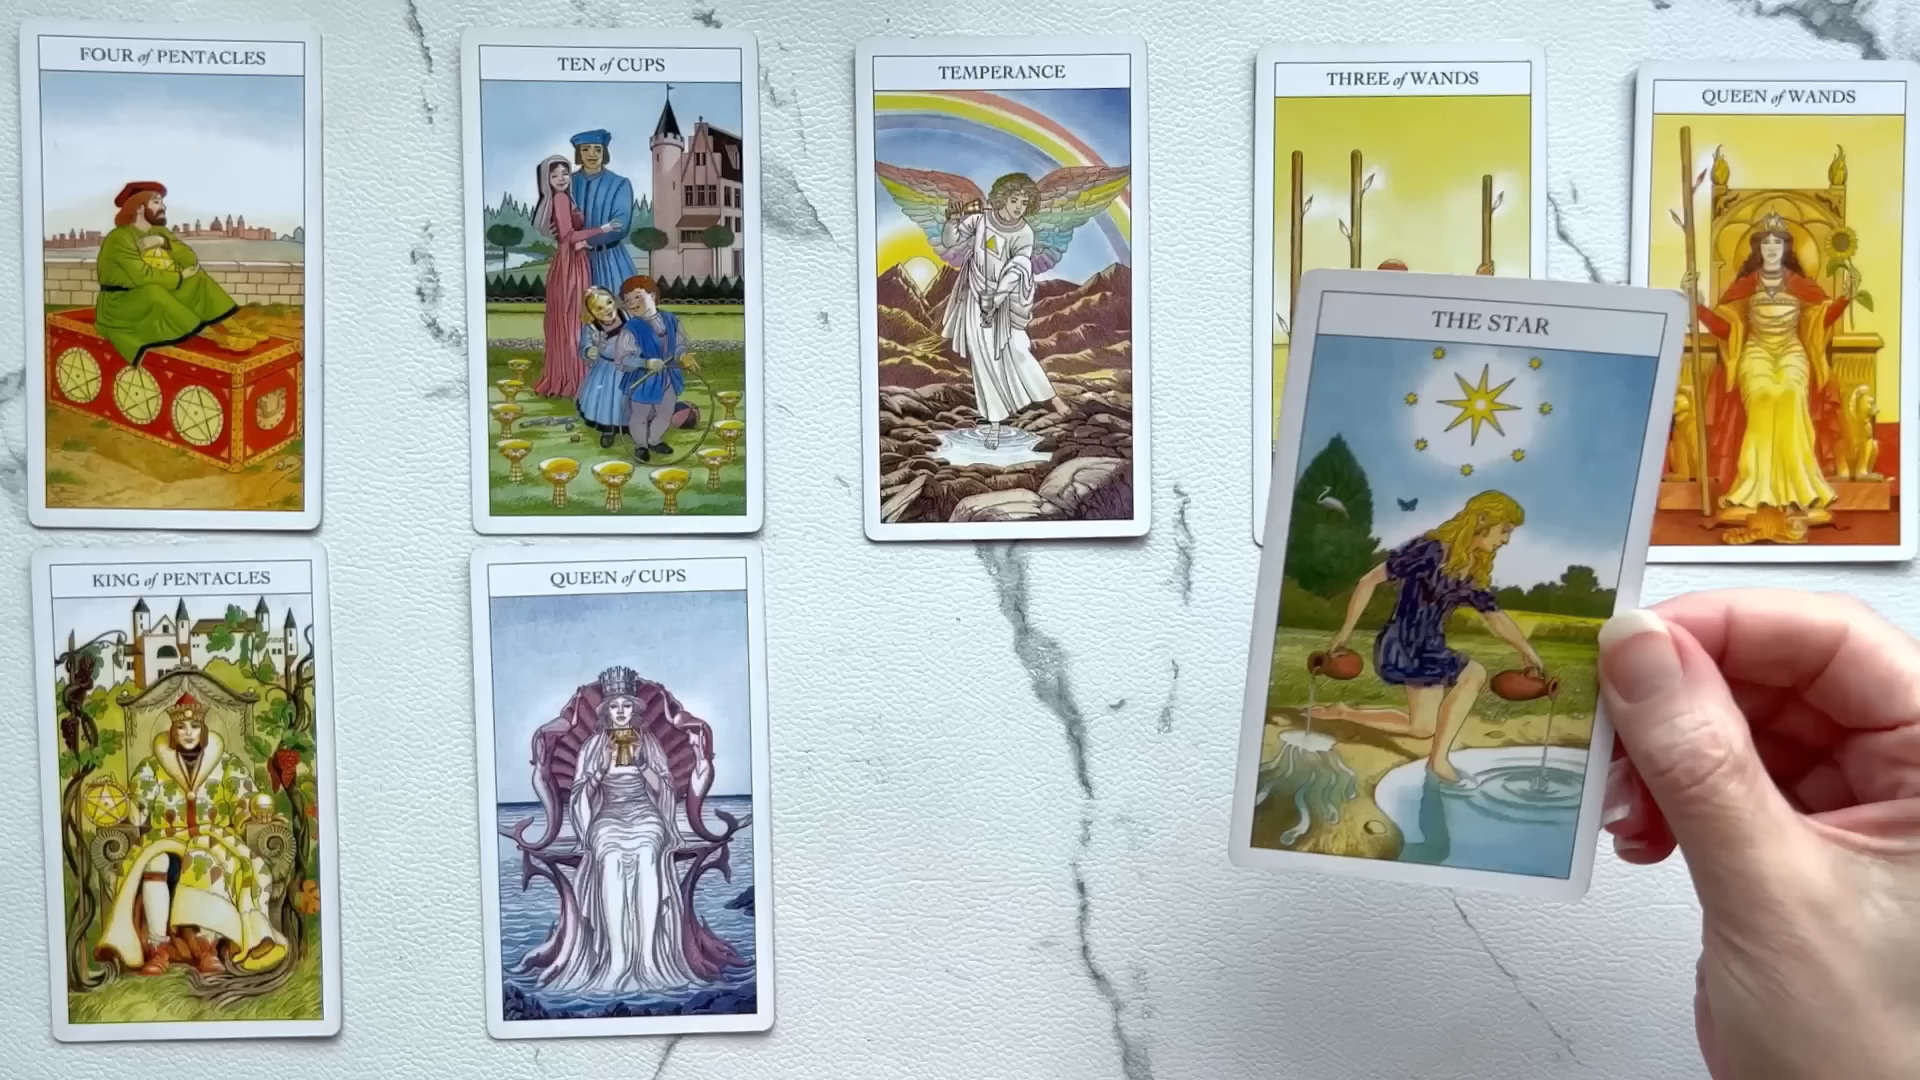 FOUR of PENTACLES
TEN of CUPS
TEMPERANCE
THREE of WANDS
QUEEN of WANDS
THE STAR
KING of PENTACLES
QUEEN of CUPS